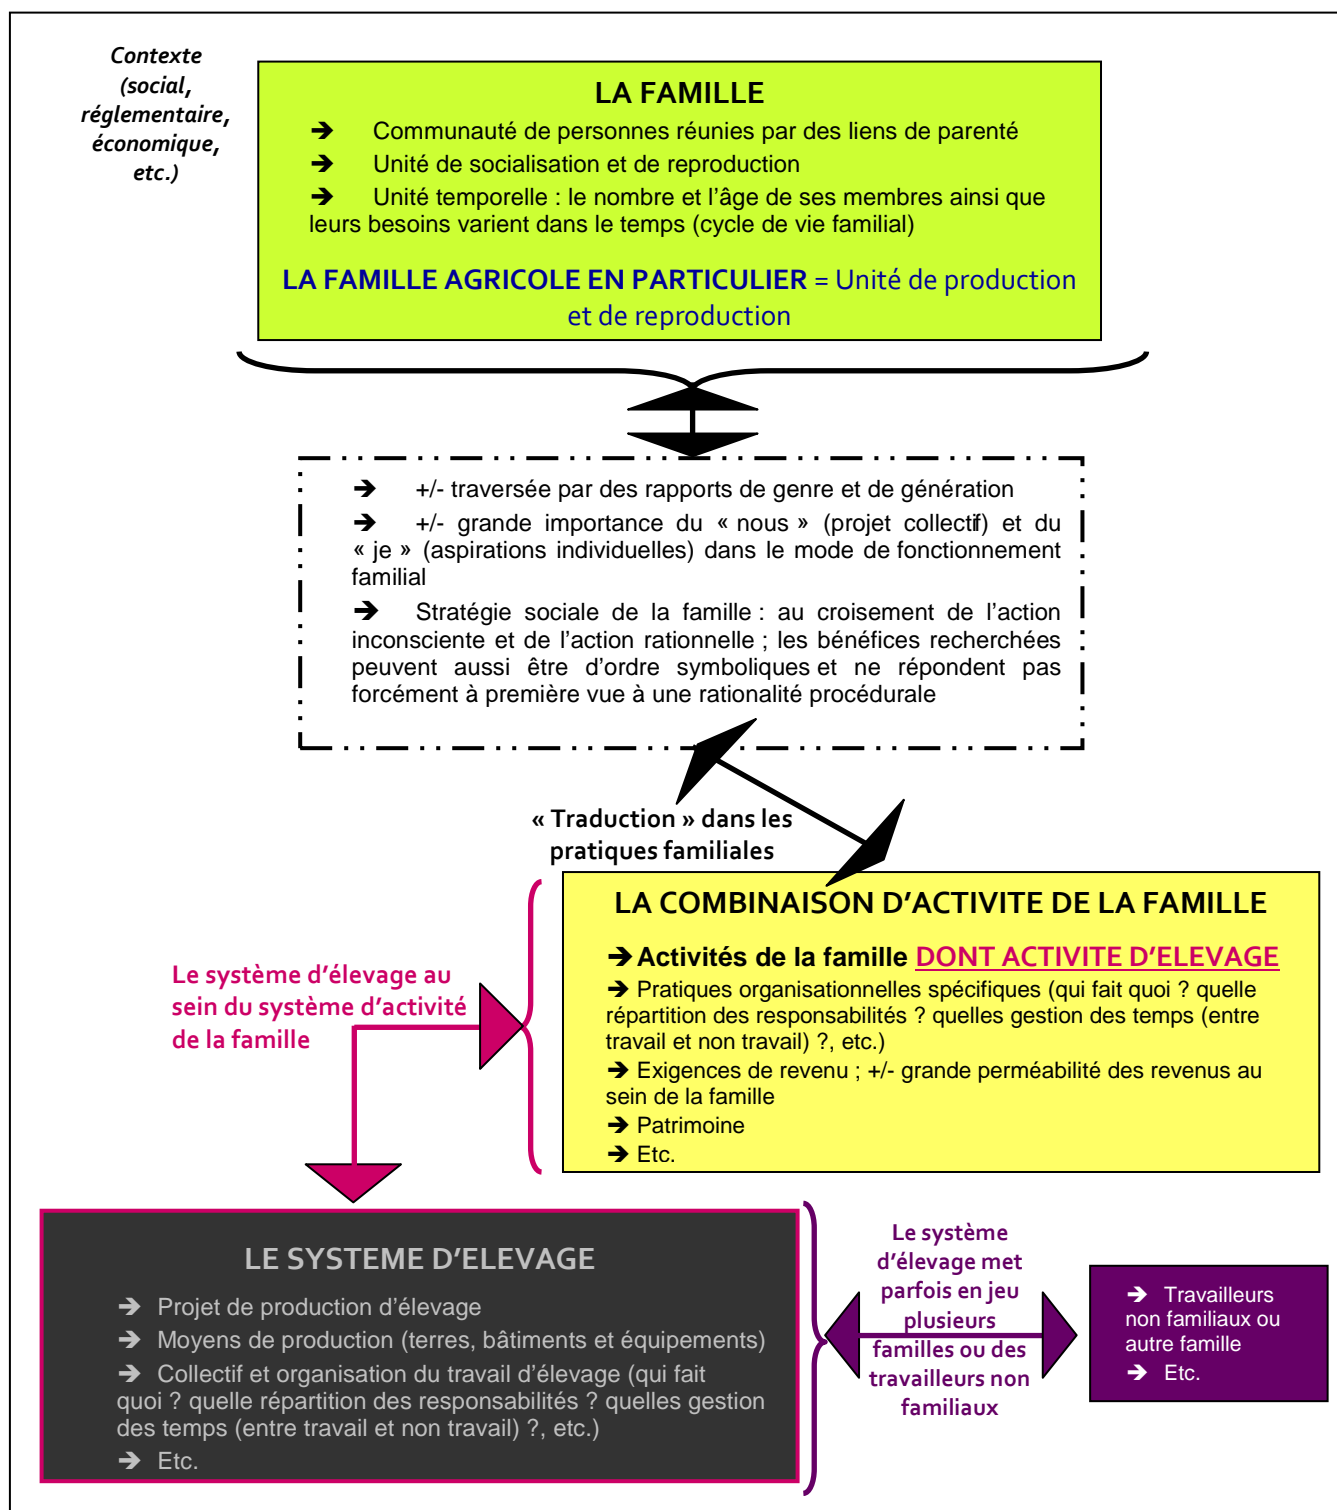 Contexte
(social,
réglementaire,
économique,
etc.)
LA FAMILLE
➔ Communauté de personnes réunies par des liens de parenté
➔ Unité de socialisation et de reproduction
➔ Unité temporelle : le nombre et l’âge de ses membres ainsi que
leurs besoins varient dans le temps (cycle de vie familial)
LA FAMILLE AGRICOLE EN PARTICULIER = Unité de production
et de reproduction
➔ +/- traversée par des rapports de genre et de génération
➔ +/- grande importance du « nous » (projet collectif) et du
« je » (aspirations individuelles) dans le mode de fonctionnement
familial
➔ Stratégie sociale de la famille : au croisement de l’action
inconsciente et de l’action rationnelle ; les bénéfices recherchées
peuvent aussi être d’ordre symboliques et ne répondent pas
forcément à première vue à une rationalité procédurale
« Traduction » dans les
pratiques familiales
LA COMBINAISON D’ACTIVITE DE LA FAMILLE
➔ Activités de la famille DONT ACTIVITE D’ELEVAGE
➔ Pratiques organisationnelles spécifiques (qui fait quoi ? quelle
répartition des responsabilités ? quelles gestion des temps (entre
travail et non travail) ?, etc.)
➔ Exigences de revenu ; +/- grande perméabilité des revenus au
sein de la famille
➔ Patrimoine
➔ Etc.
Le système d’élevage au
sein du système d’activité
de la famille
LE SYSTEME D’ELEVAGE
➔ Projet de production d’élevage
➔ Moyens de production (terres, bâtiments et équipements)
➔ Collectif et organisation du travail d’élevage (qui fait
quoi ? quelle répartition des responsabilités ? quelles gestion
des temps (entre travail et non travail) ?, etc.)
➔ Etc.
Le système
d’élevage met
parfois en jeu
plusieurs
familles ou des
travailleurs non
familiaux
➔ Travailleurs
non familiaux ou
autre famille
➔ Etc.